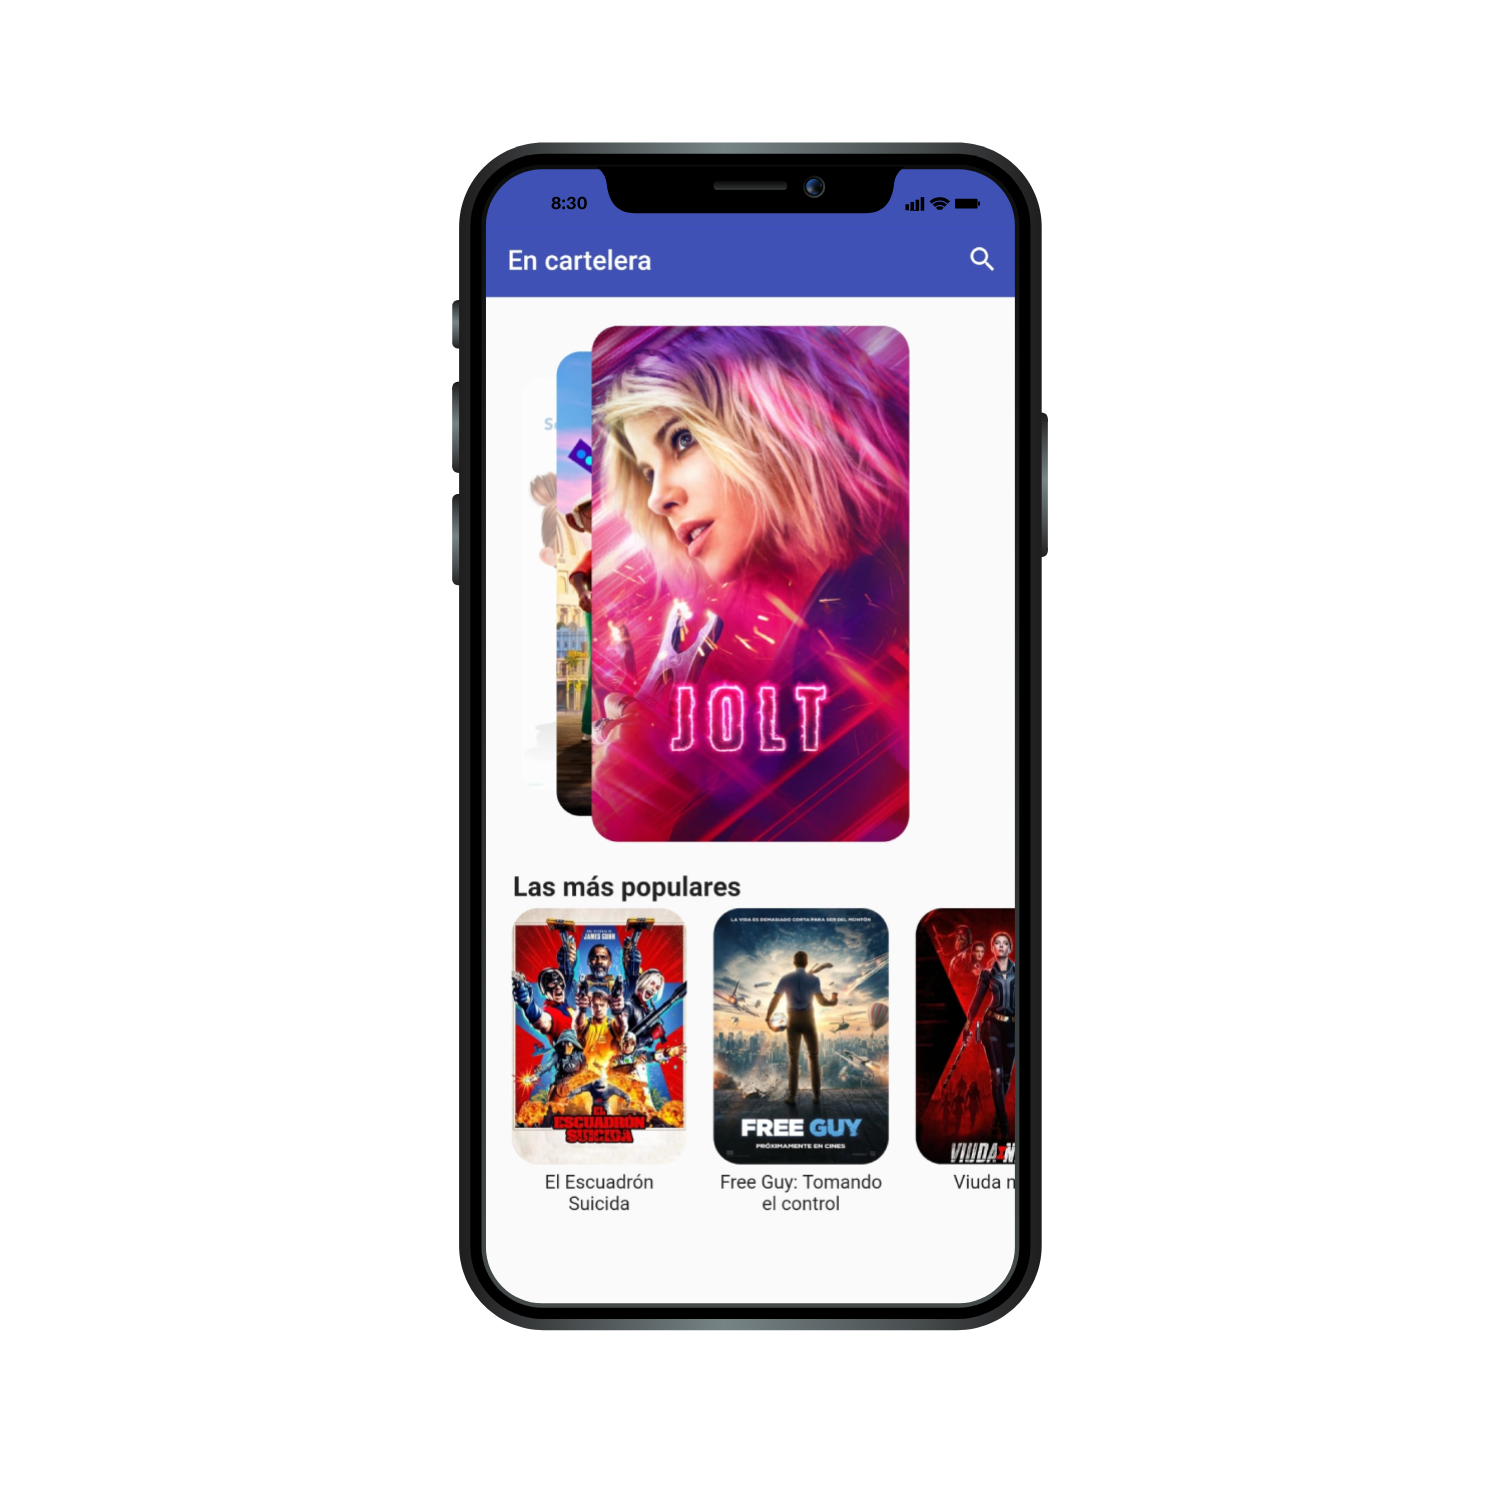 8:30
En cartelera
JOLT
Las más populares
UNA PELÍCULA DE
JAMES GUNN
EL
ESCUADRÓN
SUICIDA
LA VIDA ES DEMASIADO CORTA PARA SER DEL MONTÓN
FREE GUY
PRÓXIMAMENTE EN CINES
VIUDA N
El Escuadrón
Suicida
Free Guy: Tomando
el control
Viuda n